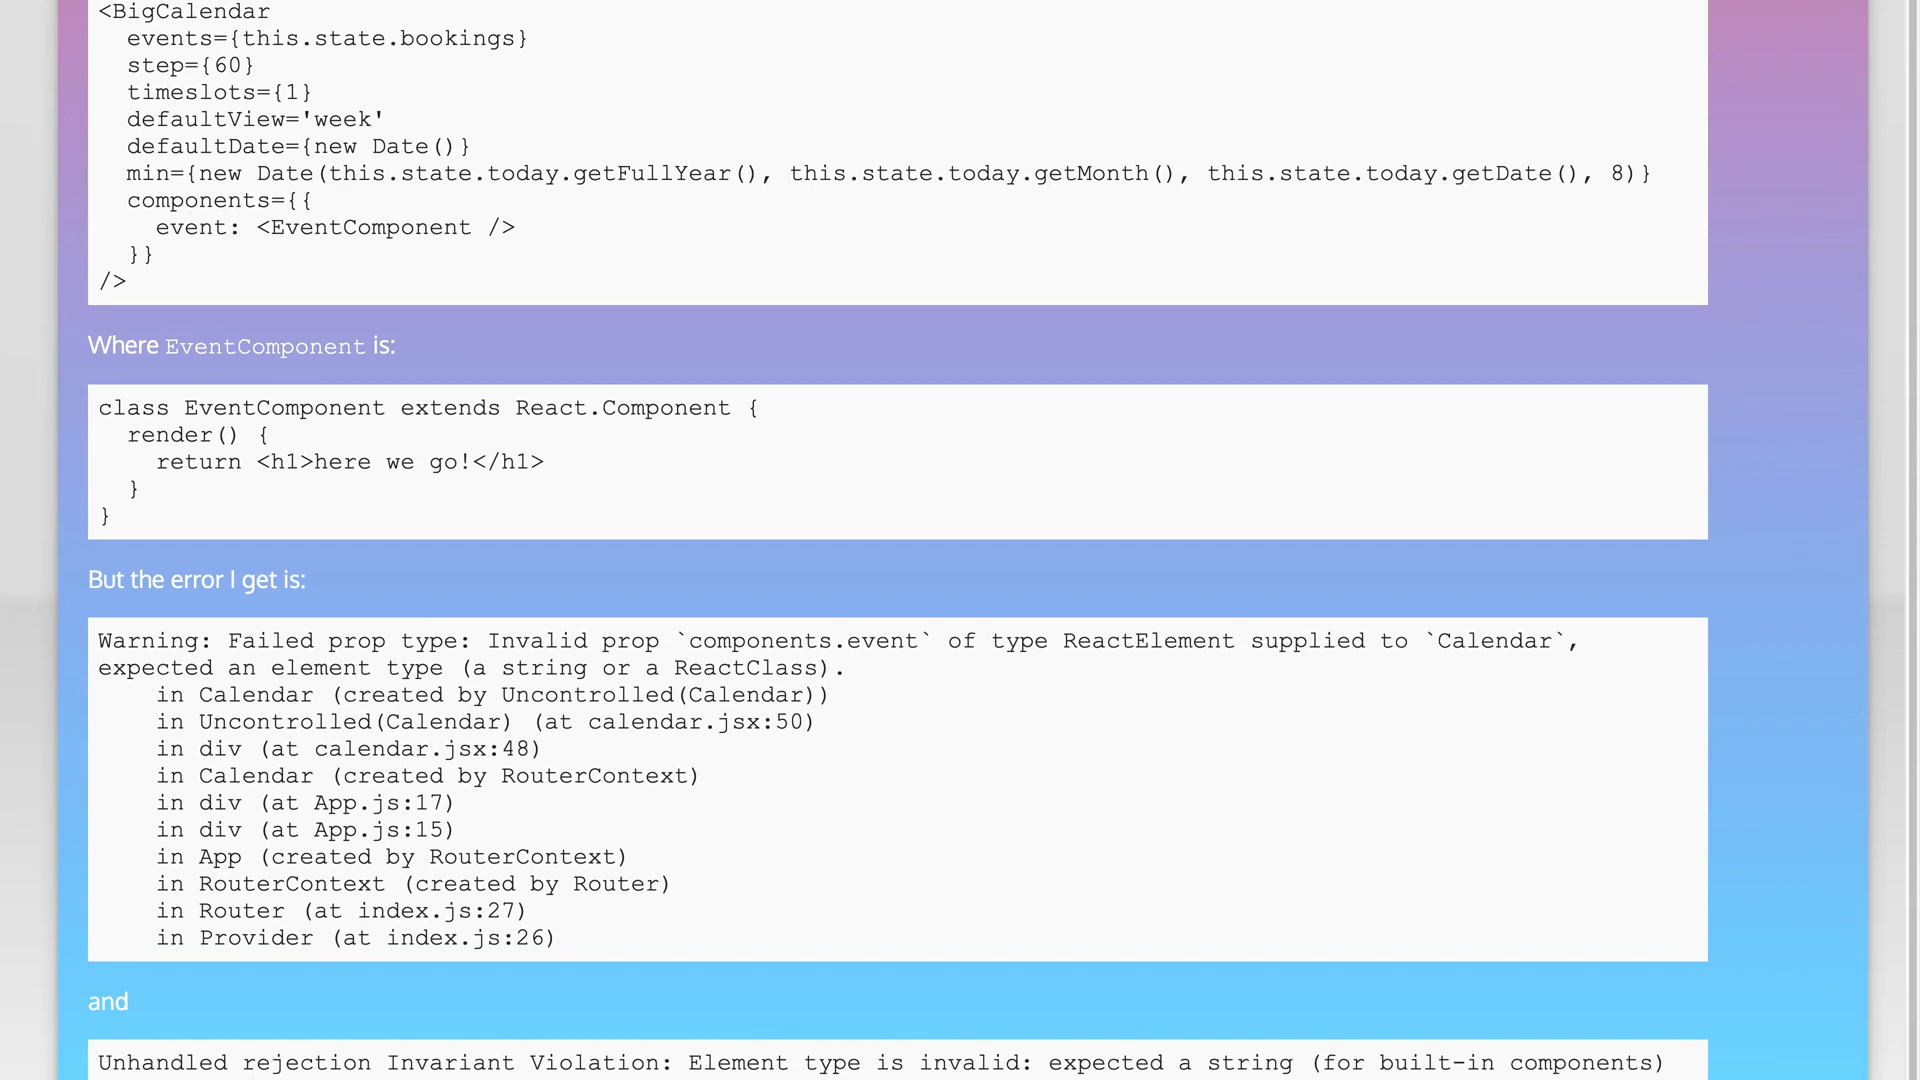 <BigCalendar
  events={this.state.bookings}
  step={60}
  timeslots={1}
  defaultView='week'
  defaultDate={new Date()}
  min={new Date(this.state.today.getFullYear(), this.state.today.getMonth(), this.state.today.getDate(), 8)}
  components={{
    event: <EventComponent />
  }}
/>
Where EventComponent is:
class EventComponent extends React.Component {
  render() {
    return <h1>here we go!</h1>
  }
}
But the error I get is:
Warning: Failed prop type: Invalid prop `components.event` of type ReactElement supplied to `Calendar`,
expected an element type (a string or a ReactClass).
    in Calendar (created by Uncontrolled(Calendar))
    in Uncontrolled(Calendar) (at calendar.jsx:50)
    in div (at calendar.jsx:48)
    in Calendar (created by RouterContext)
    in div (at App.js:17)
    in div (at App.js:15)
    in App (created by RouterContext)
    in RouterContext (created by Router)
    in Router (at index.js:27)
    in Provider (at index.js:26)
and
Unhandled rejection Invariant Violation: Element type is invalid: expected a string (for built-in components)